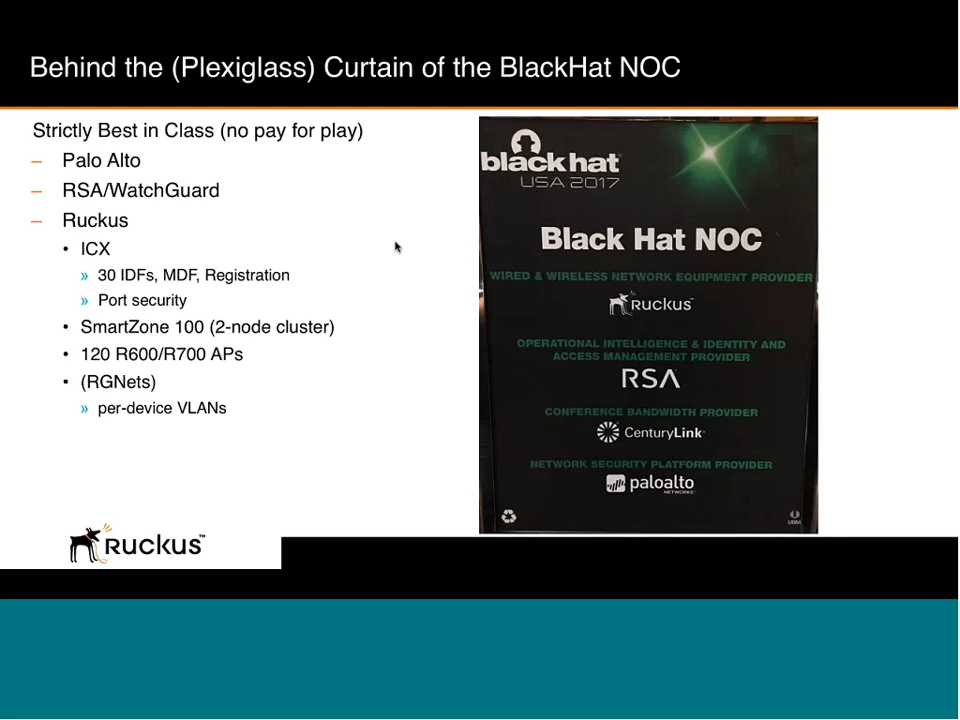 Behind the (Plexiglass) Curtain of the BlackHat NOC
Strictly Best in Class (no pay for play)
– Palo Alto
– RSA/WatchGuard
– Ruckus
• ICX
» 30 IDFs, MDF, Registration
» Port security
• SmartZone 100 (2-node cluster)
• 120 R600/R700 APs
• (RGNets)
» per-device VLANs
Ruckus™
black hat
USA 2017
Black Hat NOC
WIRED & WIRELESS NETWORK EQUIPMENT PROVIDER
Ruckus
OPERATIONAL INTELLIGENCE & IDENTITY AND
ACCESS MANAGEMENT PROVIDER
RSA
CONFERENCE BANDWIDTH PROVIDER
CenturyLink
NETWORK SECURITY PLATFORM PROVIDER
paloalto
NETWORKS
UBM